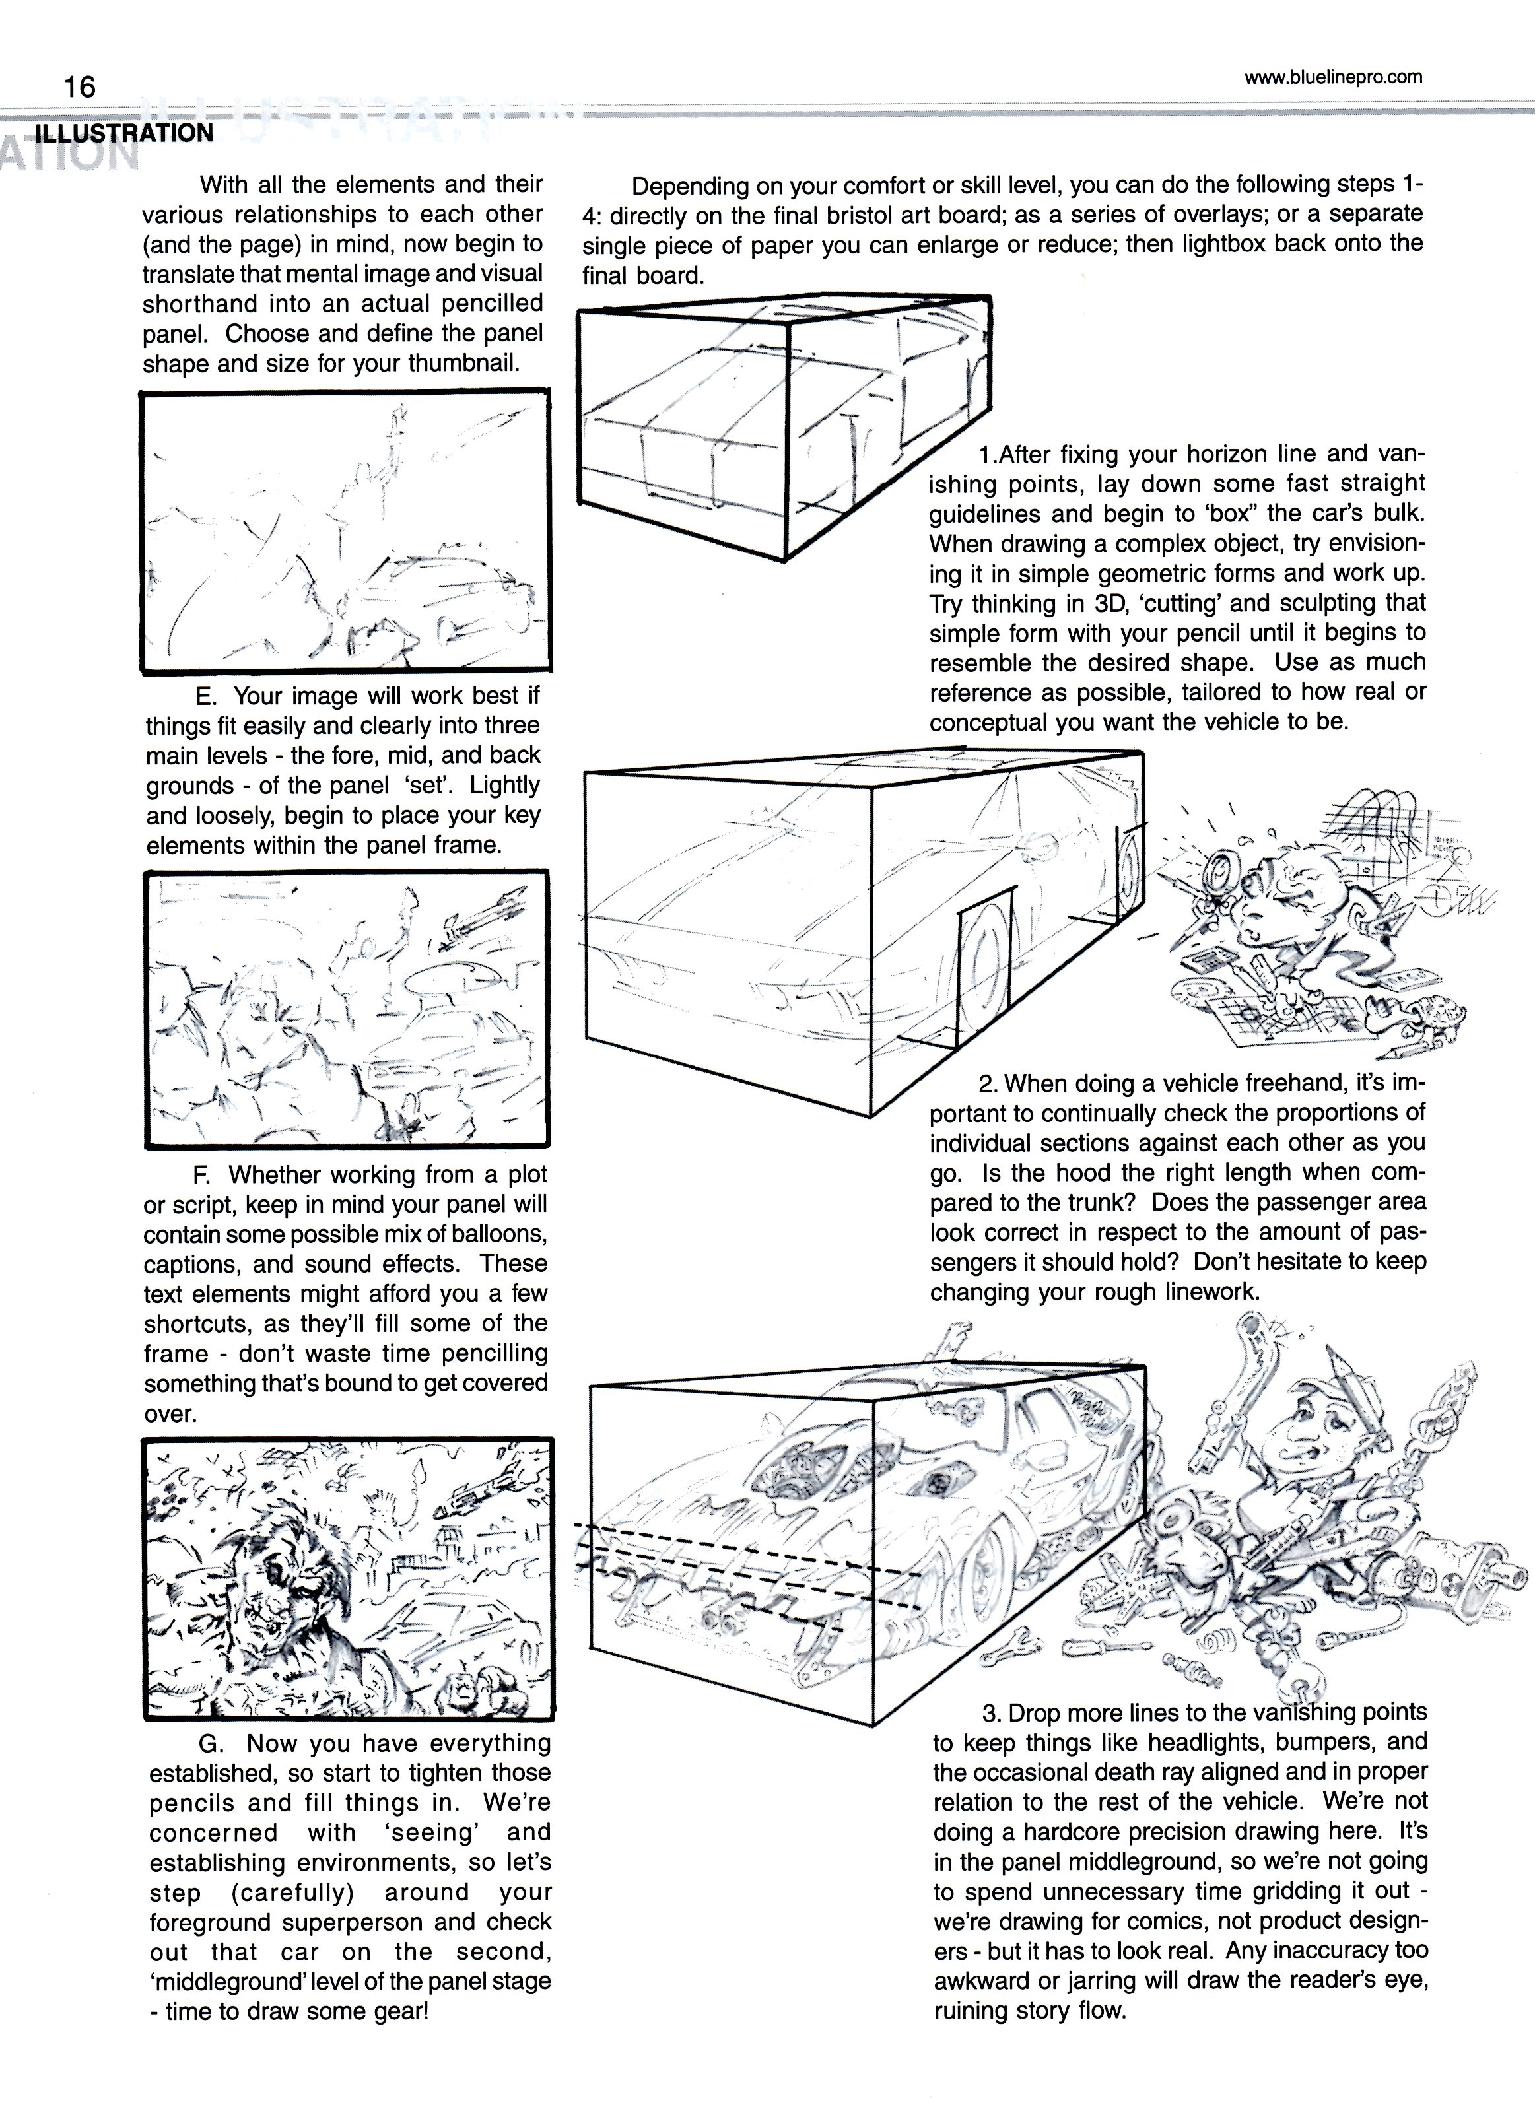 16
www.bluelinepro.com
ILLUSTRATION
ATION
With all the elements and their
various relationships to each other
(and the page) in mind, now begin to
translate that mental image and visual
shorthand into an actual pencilled
panel. Choose and define the panel
shape and size for your thumbnail.
E. Your image will work best if
things fit easily and clearly into three
main levels - the fore, mid, and back
grounds - of the panel ‘set’. Lightly
and loosely, begin to place your key
elements within the panel frame.
F. Whether working from a plot
or script, keep in mind your panel will
contain some possible mix of balloons,
captions, and sound effects. These
text elements might afford you a few
shortcuts, as they’ll fill some of the
frame - don’t waste time pencilling
something that’s bound to get covered
over.
G. Now you have everything
established, so start to tighten those
pencils and fill things in. We’re
concerned with ‘seeing’ and
establishing environments, so let’s
step (carefully) around your
foreground superperson and check
out that car on the second,
‘middleground’ level of the panel stage
- time to draw some gear!
Depending on your comfort or skill level, you can do the following steps 1-
4: directly on the final bristol art board; as a series of overlays; or a separate
single piece of paper you can enlarge or reduce; then lightbox back onto the
final board.
1.After fixing your horizon line and van-
ishing points, lay down some fast straight
guidelines and begin to ‘box” the car’s bulk.
When drawing a complex object, try envision-
ing it in simple geometric forms and work up.
Try thinking in 3D, ‘cutting’ and sculpting that
simple form with your pencil until it begins to
resemble the desired shape. Use as much
reference as possible, tailored to how real or
conceptual you want the vehicle to be.
2. When doing a vehicle freehand, it’s im-
portant to continually check the proportions of
individual sections against each other as you
go. Is the hood the right length when com-
pared to the trunk? Does the passenger area
look correct in respect to the amount of pas-
sengers it should hold? Don’t hesitate to keep
changing your rough linework.
3. Drop more lines to the vanishing points
to keep things like headlights, bumpers, and
the occasional death ray aligned and in proper
relation to the rest of the vehicle. We’re not
doing a hardcore precision drawing here. It’s
in the panel middleground, so we’re not going
to spend unnecessary time gridding it out -
we’re drawing for comics, not product design-
ers - but it has to look real. Any inaccuracy too
awkward or jarring will draw the reader’s eye,
ruining story flow.